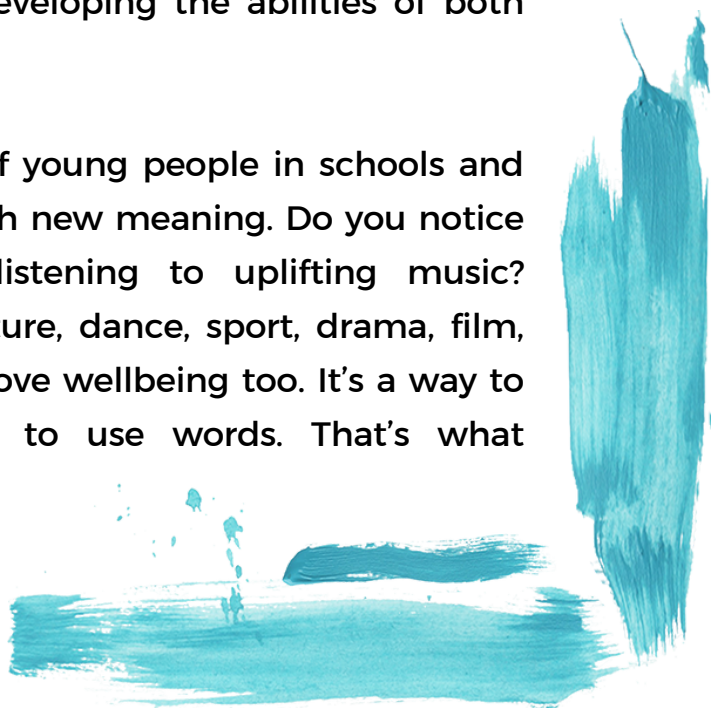 eveloping the abilities of both
f young people in schools and
h new meaning. Do you notice
listening to uplifting music?
ture, dance, sport, drama, film,
ove wellbeing too. It’s a way to
to use words. That’s what